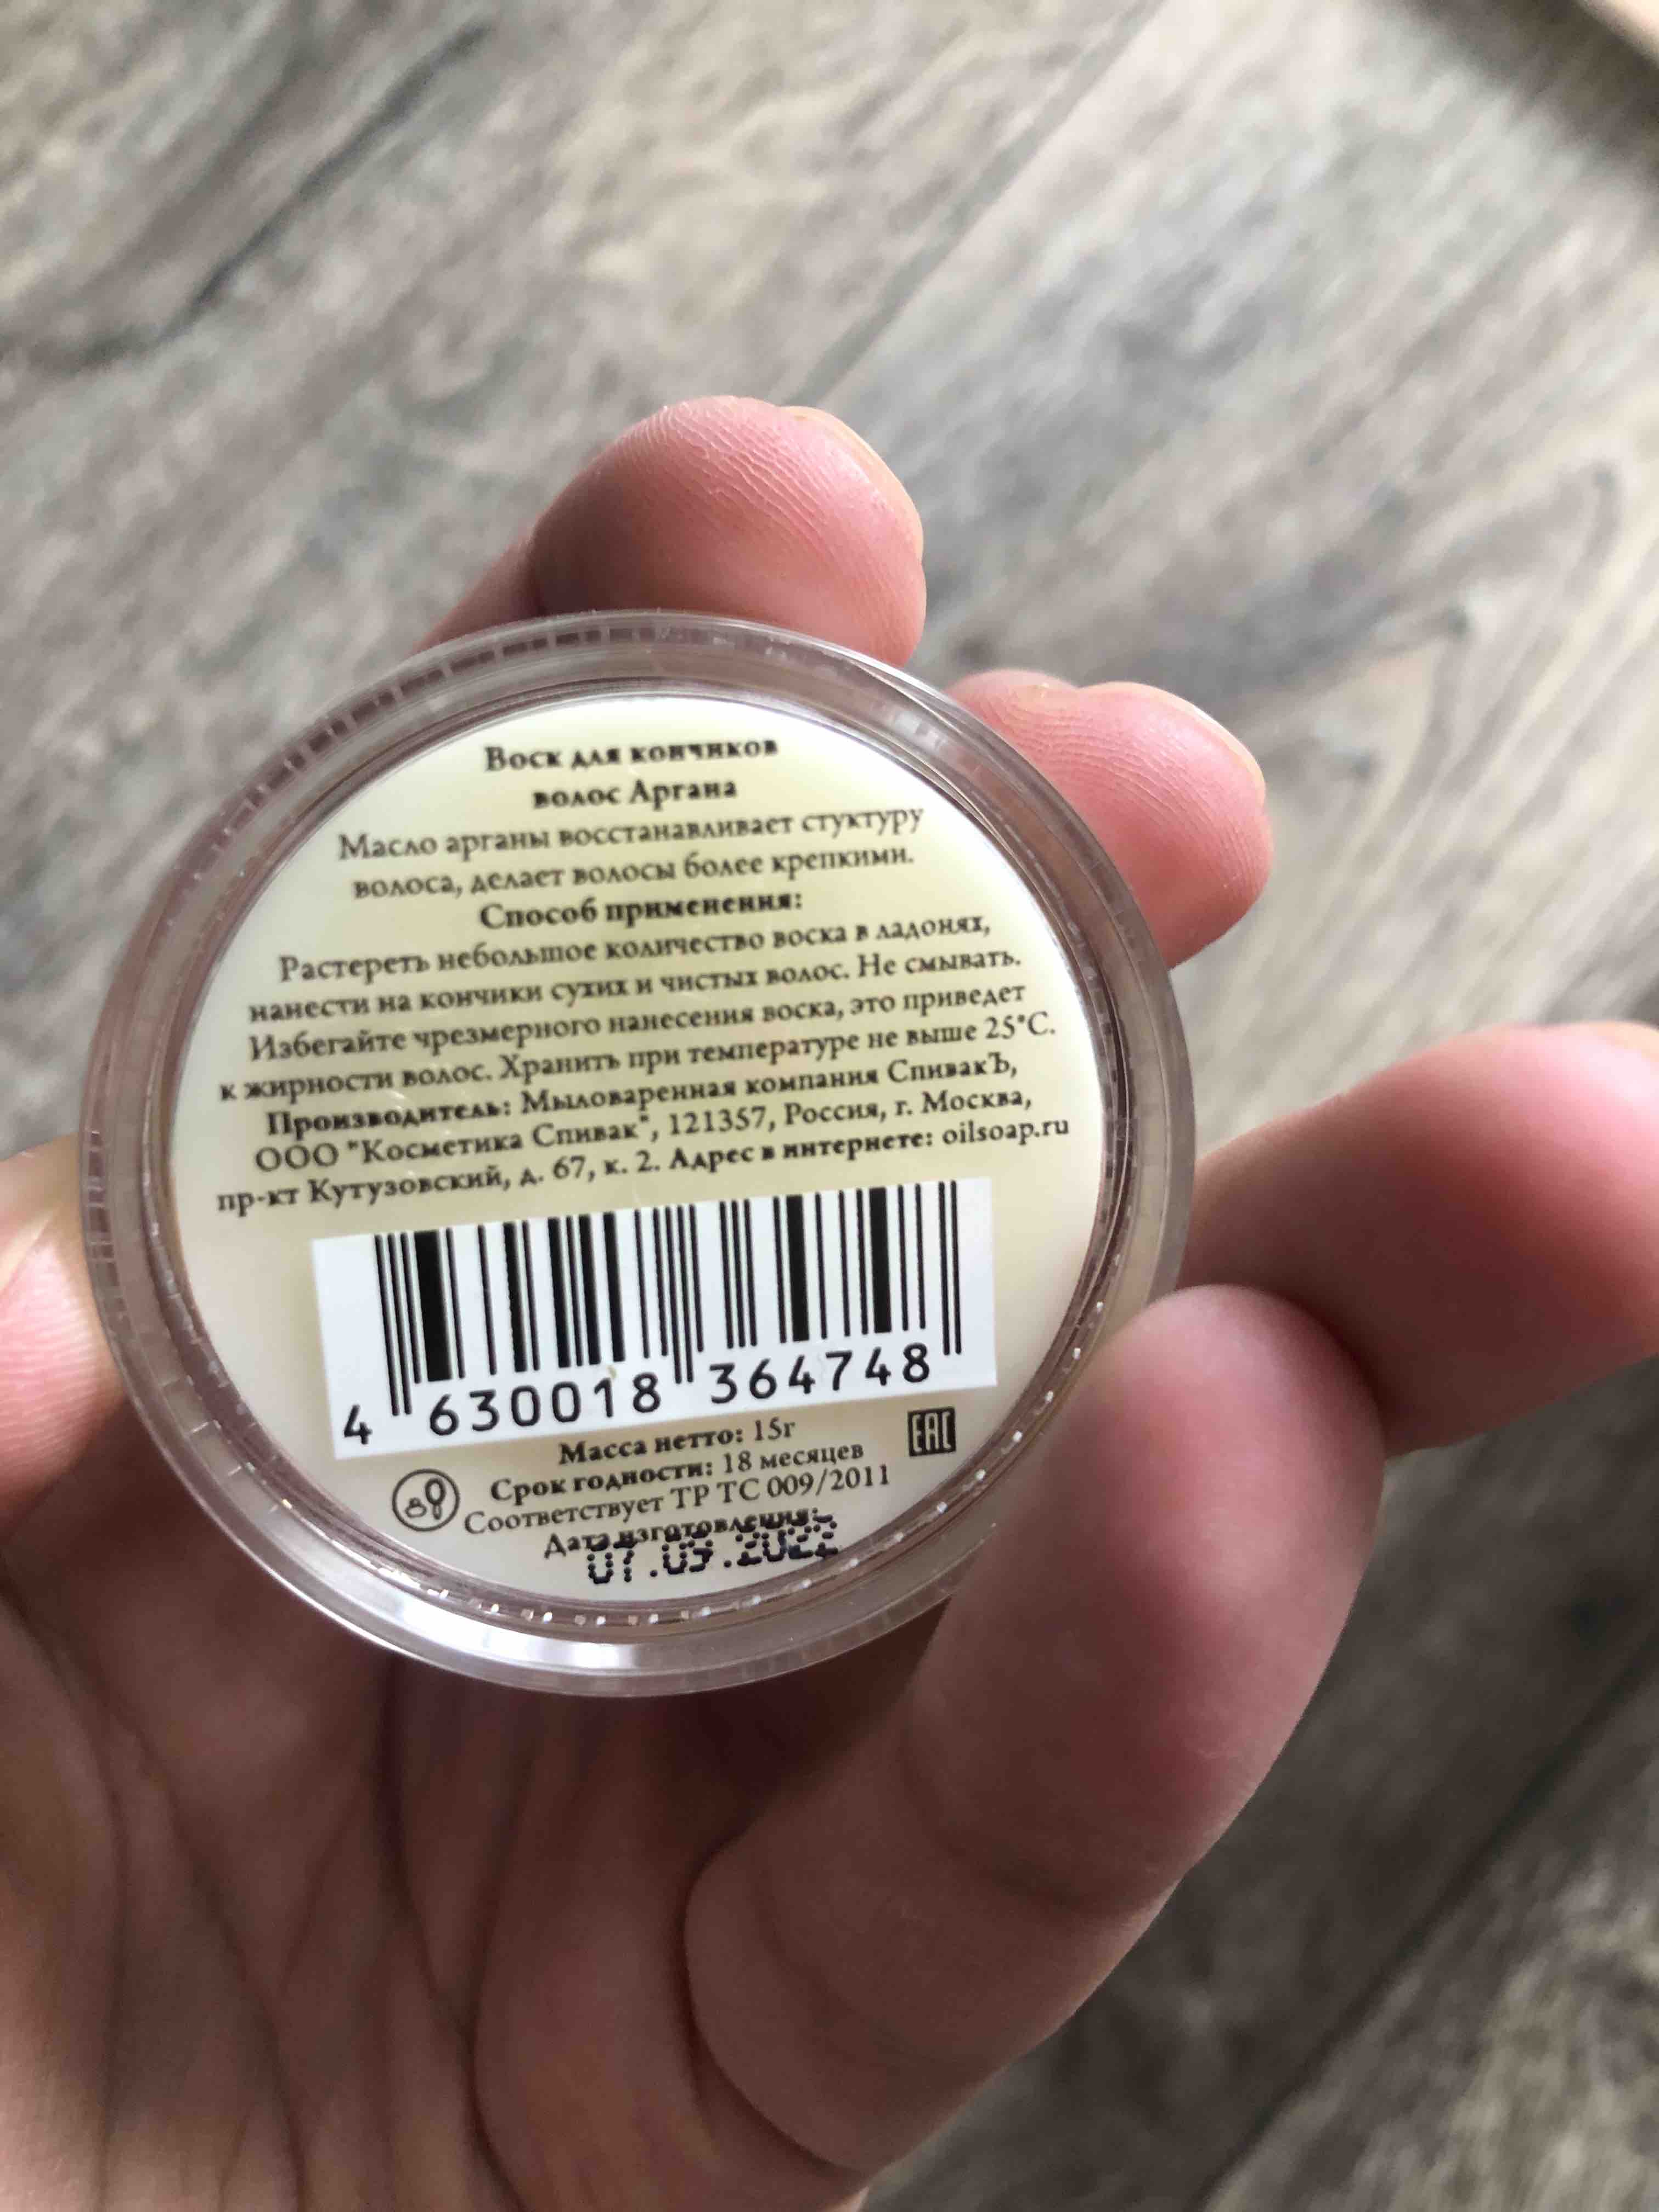 Воск для кончиков
волос Аргана
Масло арганы восстанавливает стуктуру
волоса, делает волосы более крепкими.
Способ применения:
Растереть небольшое количество воска в ладонях,
нанести на кончики сухих и чистых волос. Не смывать.
Избегайте чрезмерного нанесения воска, это приведет
к жирности волос. Хранить при температуре не выше 25°С.
Производитель: Мыловаренная компания СпивакЪ,
ООО "Косметика Спивак", 121357, Россия, г. Москва,
пр-кт Кутузовский, д. 67, к. 2. Адрес в интернете: oilsoap.ru
4 630018 364748
Масса нетто: 15г
EAC
Срок годности: 18 месяцев
Соответствует ТР ТС 009/2011
Дата изготовления:
07.09.2022